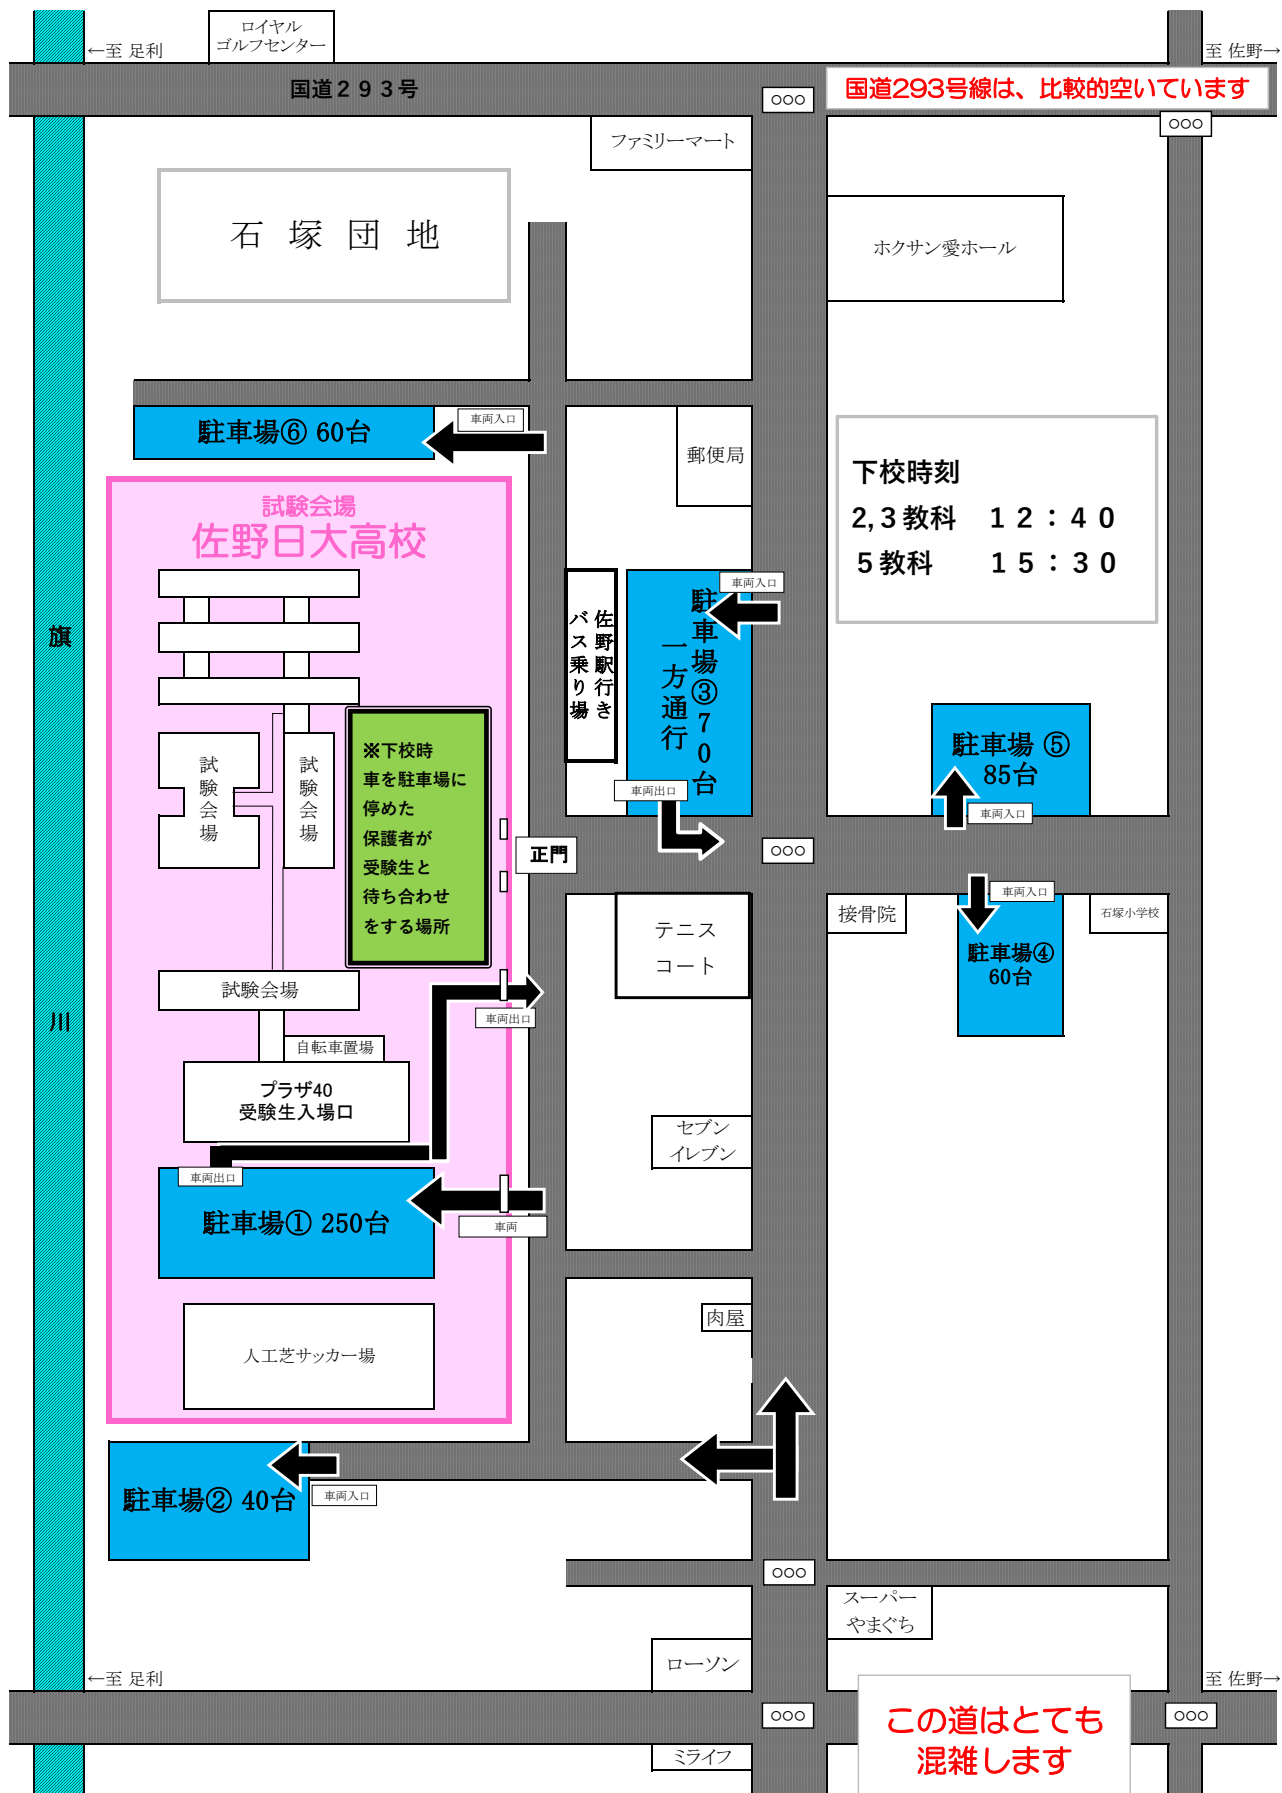 ロイヤル
ゴルフセンター
←至 足利
至 佐野→
国道２９３号
国道293号線は、比較的空いています
○○○
○○○
ファミリーマート
石 塚 団 地
ホクサン愛ホール
駐車場⑥ 60台
車両入口
郵便局
下校時刻
2,３教科　１２：４０
５教科　１５：３０
試験会場
佐野日大高校
佐野駅行き
バス乗り場
駐車場③７０台
一方通行
車両入口
車両出口
旗
川
試験会場
試験会場
※下校時
車を駐車場に
停めた
保護者が
受験生と
待ち合わせ
をする場所
正門
○○○
駐車場 ⑤
85台
車両入口
車両入口
接骨院
石塚小学校
駐車場④
60台
テニス
コート
試験会場
車両出口
自転車置場
プラザ40
受験生入場口
セブン
イレブン
車両出口
駐車場① 250台
車両
肉屋
人工芝サッカー場
駐車場② 40台
車両入口
○○○
スーパー
やまぐち
ローソン
←至 足利
至 佐野→
○○○
○○○
この道はとても
混雑します
ミライフ